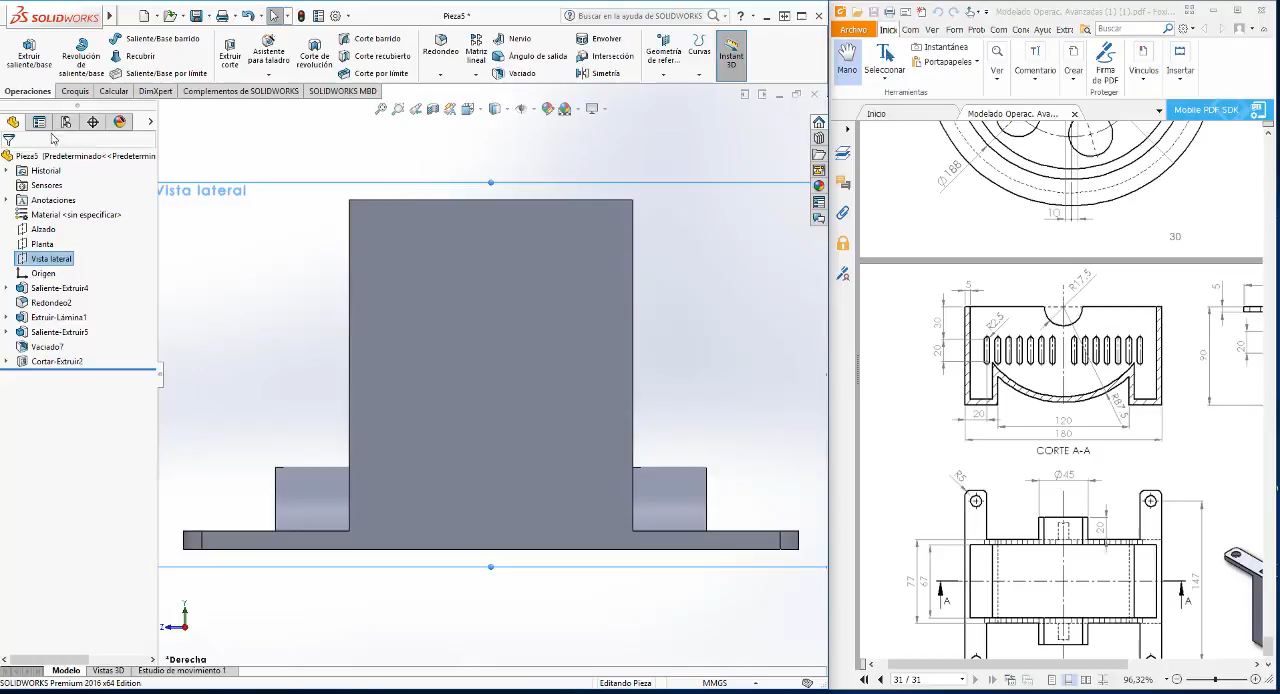 SOLIDWORKS
Pieza5 *
Buscar en la ayuda de SOLIDWORKS
Extruir saliente/base
Revolución de saliente/base
Saliente/Base barrido
Recubrir
Saliente/Base por límite
Extruir corte
Asistente para taladro
Corte de revolución
Corte barrido
Corte recubierto
Corte por límite
Redondeo
Matriz lineal
Nervio
Ángulo de salida
Vaciado
Envolver
Intersección
Simetría
Geometría de refer...
Curvas
Instant 3D
Operaciones
Croquis
Calcular
DimXpert
Complementos de SOLIDWORKS
SOLIDWORKS MBD
Pieza5 (Predeterminado<<Predetermin
Historial
Sensores
Anotaciones
Material <sin especificar>
Alzado
Planta
Vista lateral
Origen
Saliente-Extruir4
Redondeo2
Extruir-Lámina1
Saliente-Extruir5
Vaciado7
Cortar-Extruir2
Vista lateral
Y
Z
*Derecha
Modelo
Vistas 3D
Estudio de movimiento 1
SOLIDWORKS Premium 2016 x64 Edition
Editando Pieza
MMGS
Modelado Operac. Avanzadas (1) (1).pdf - Foxi...
Archivo
Inic
Com
Ver
For
Prob
Com
Con
Ayu
Extra
Buscar
Mano
Seleccionar
Instantánea
Portapapeles
Herramientas
Ver
Comentario
Crear
Firma de PDF
Proteger
Vínculos
Insertar
Inicio
Modelado Operac. Ava...
Mobile PDF SDK
Ø188
10
30
5
R17,5
30
R2,5
20
R87,5
20
120
180
CORTE A-A
5
90
20
Ø45
R5
20
77
67
147
A
A
31 / 31
96,32%